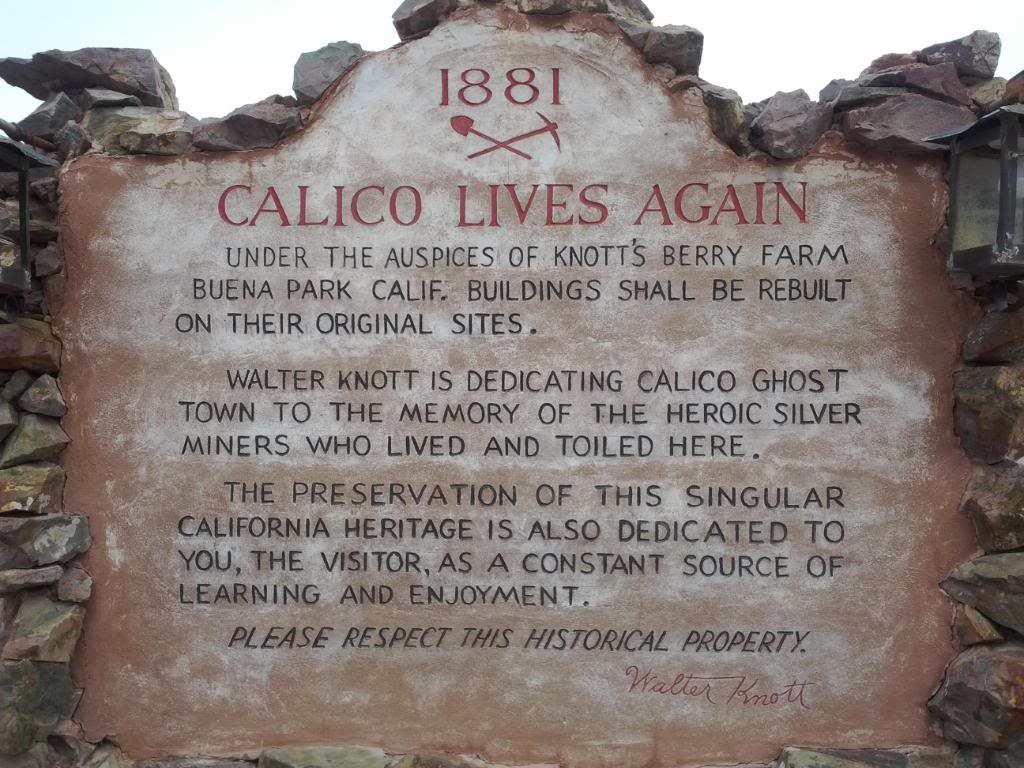 1881
CALICO LIVES AGAIN
UNDER THE AUSPICES OF KNOTT'S BERRY FARM
BUENA PARK CALIF. BUILDINGS SHALL BE REBUILT
ON THEIR ORIGINAL SITES.
WALTER KNOTT IS DEDICATING CALICO GHOST
TOWN TO THE MEMORY OF THE HEROIC SILVER
MINERS WHO LIVED AND TOILED HERE.
THE PRESERVATION OF THIS SINGULAR
CALIFORNIA HERITAGE IS ALSO DEDICATED TO
YOU, THE VISITOR, AS A CONSTANT SOURCE OF
LEARNING AND ENJOYMENT.
PLEASE RESPECT THIS HISTORICAL PROPERTY.
Walter Knott